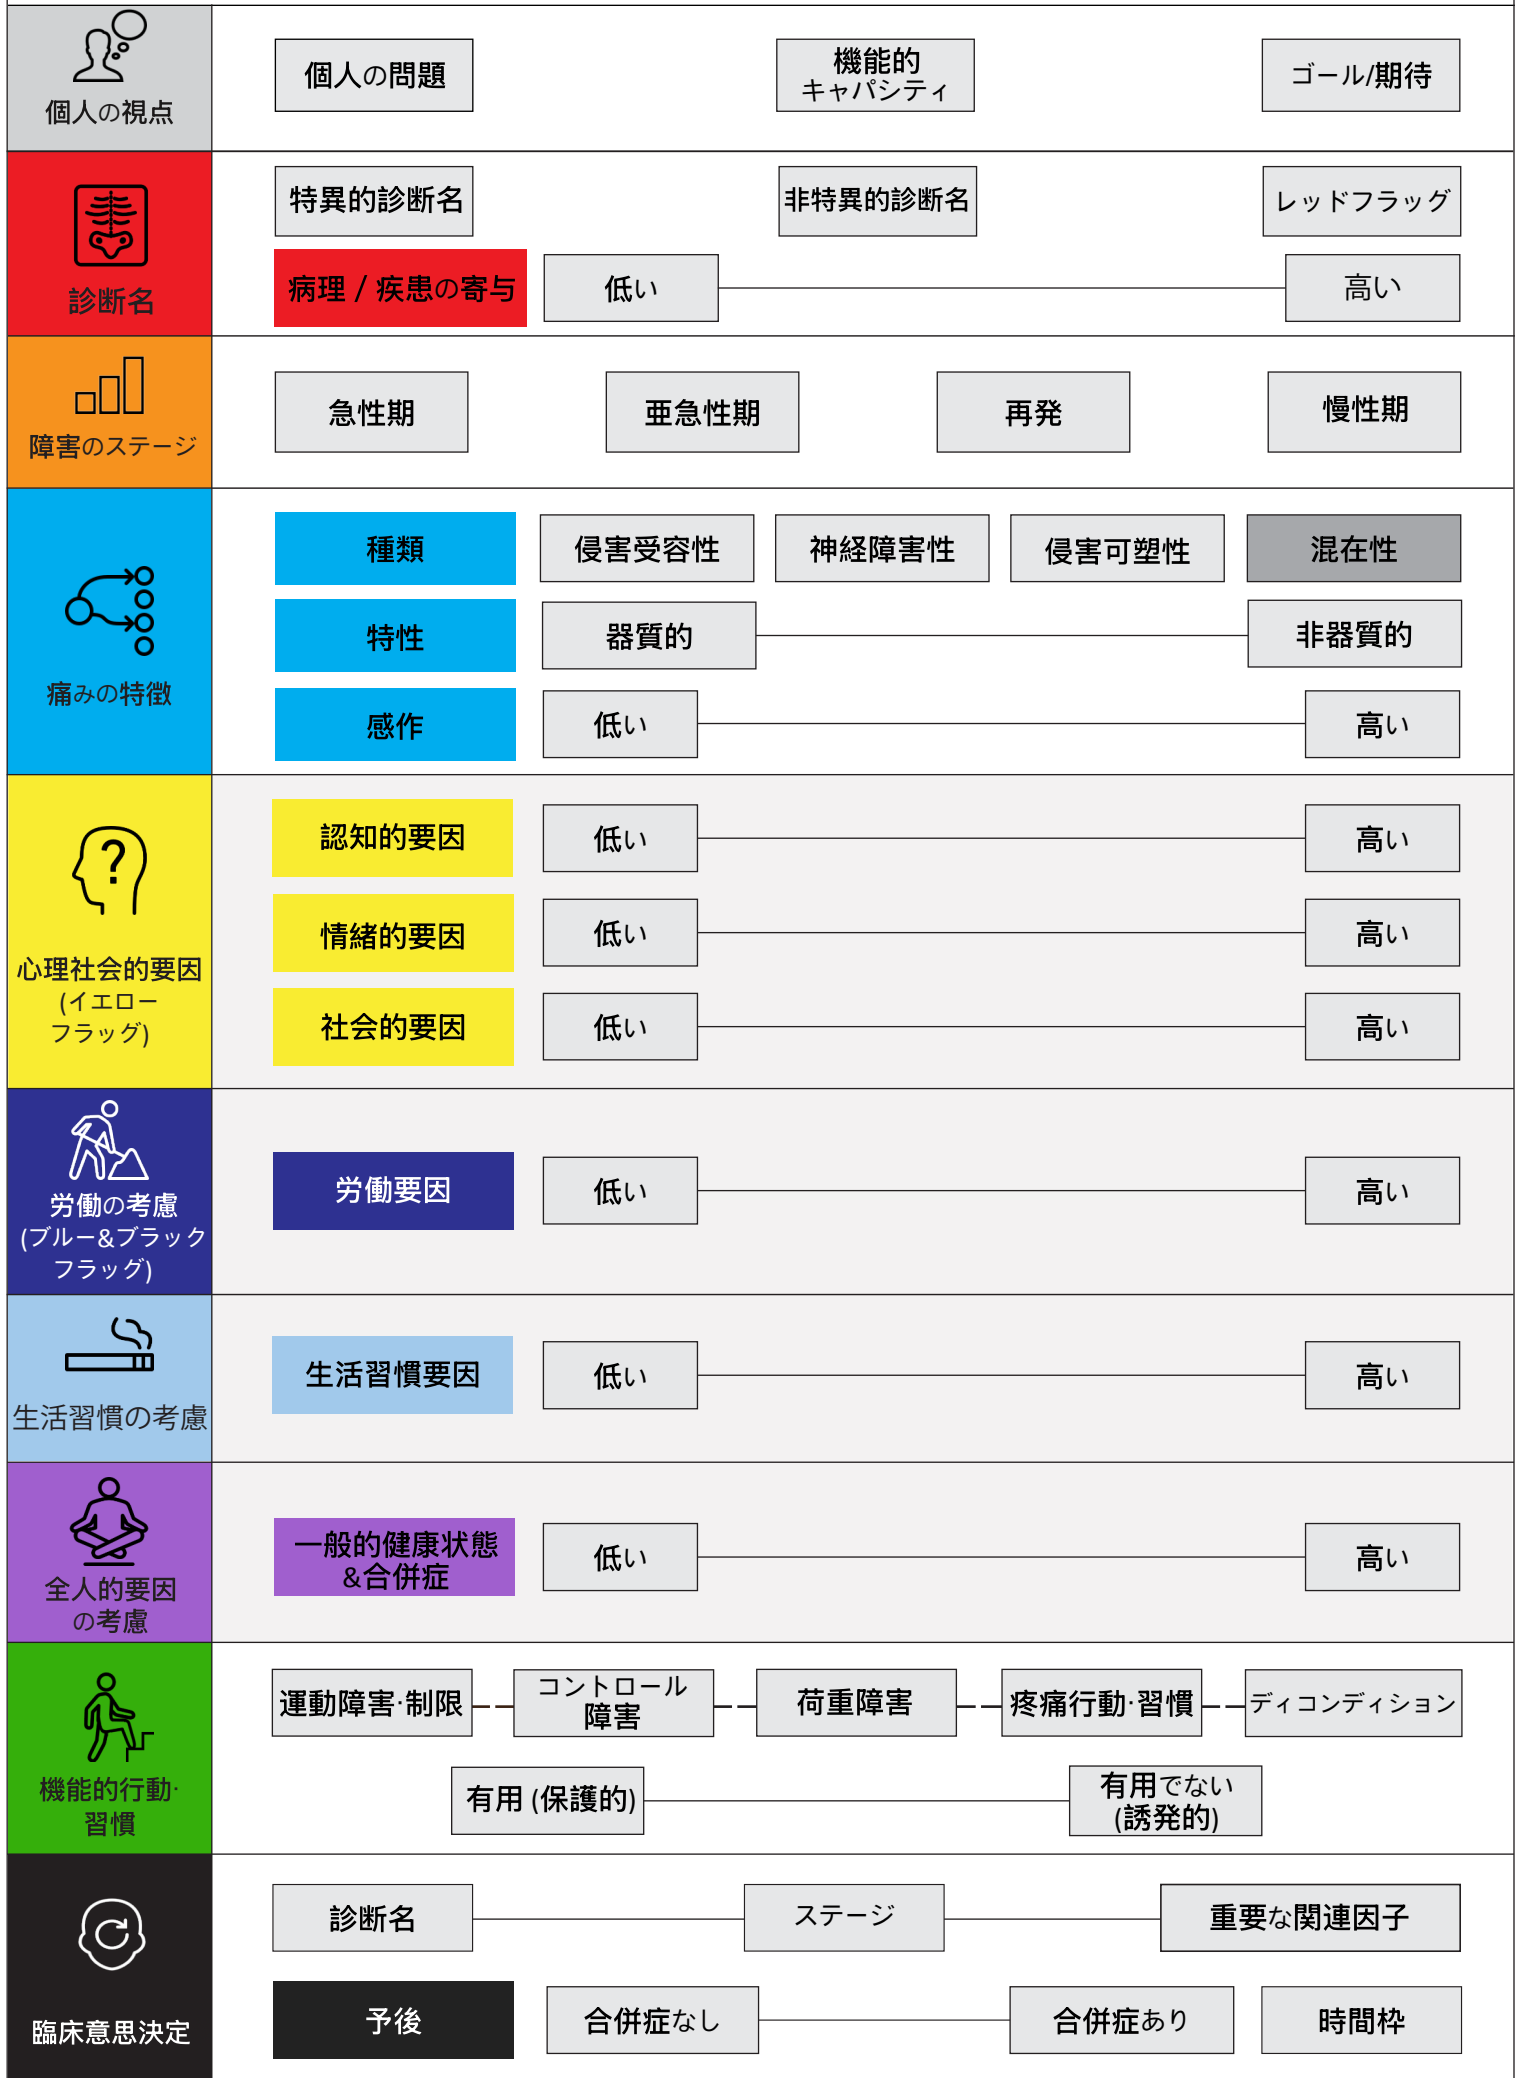 個人の視点
個人の問題
機能的
キャパシティ
ゴール/期待
診断名
特異的診断名
非特異的診断名
レッドフラッグ
病理 / 疾患の寄与
低い
高い
障害のステージ
急性期
亜急性期
再発
慢性期
痛みの特徴
種類
侵害受容性
神経障害性
侵害可塑性
混在性
特性
器質的
非器質的
感作
低い
高い
心理社会的要因
(イエロー
フラッグ)
認知的要因
低い
高い
情緒的要因
低い
高い
社会的要因
低い
高い
労働の考慮
(ブルー&ブラック
フラッグ)
労働要因
低い
高い
生活習慣の考慮
生活習慣要因
低い
高い
全人的要因
の考慮
一般的健康状態
&合併症
低い
高い
機能的行動·
習慣
運動障害·制限
コントロール
障害
荷重障害
疼痛行動·習慣
ディコンディション
有用 (保護的)
有用でない
(誘発的)
臨床意思決定
診断名
ステージ
重要な関連因子
予後
合併症なし
合併症あり
時間枠